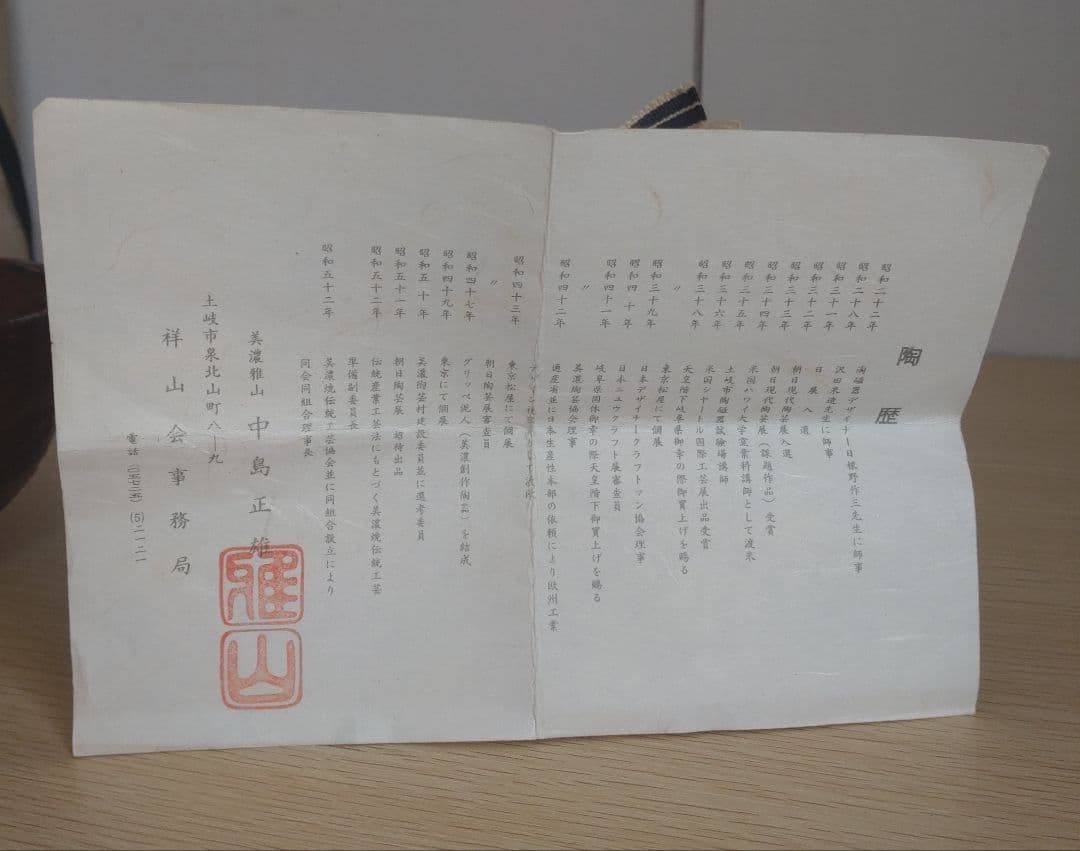 陶歴
昭和二十二年 陶磁器デザイナー日根野作三先生に師事
昭和二十八年 沢田米造先生に師事
昭和三十一年 日展入選
昭和三十二年 朝日現代陶芸展入選
昭和三十三年 朝日現代陶芸展(課題作品)受賞
昭和三十四年 米国ハワイ大学窯業科講師として渡米
昭和三十五年 土岐市陶磁器試験場講師
昭和三十六年 米国シヤートル国際工芸展出品受賞
昭和三十八年 天皇陛下岐阜県御幸の際御買上げを賜る
〃 東京松屋にて個展
昭和三十九年 日本デザイナークラフトマン協会理事
昭和四十年 日本ニユウクラフト展審査員
昭和四十一年 岐阜県国体御幸の際天皇陛下御買上げを賜る
〃 美濃陶芸協会理事
昭和四十二年 通産省並に日本生産性本部の依頼により欧州工業
デザイン
昭和四十三年 東京松屋にて個展
〃 朝日陶芸展審査員
昭和四十七年 グリッペ泥人(美濃創作陶芸)を結成
昭和四十九年 東京にて個展
昭和五十年 美濃陶芸村建設委員並に選考委員
昭和五十一年 朝日陶芸展 招待出品
昭和五十二年 伝統産業工芸法にもとづく美濃焼伝統工芸
準備副委員長
昭和五十二年 美濃焼伝統工芸協会並に同組合設立により
同会同組合理事長
美濃雅山 中島正雄
雅山
土岐市泉北山町八ー九
祥山会事務局
電話(〇五七二五)(5)二一二一